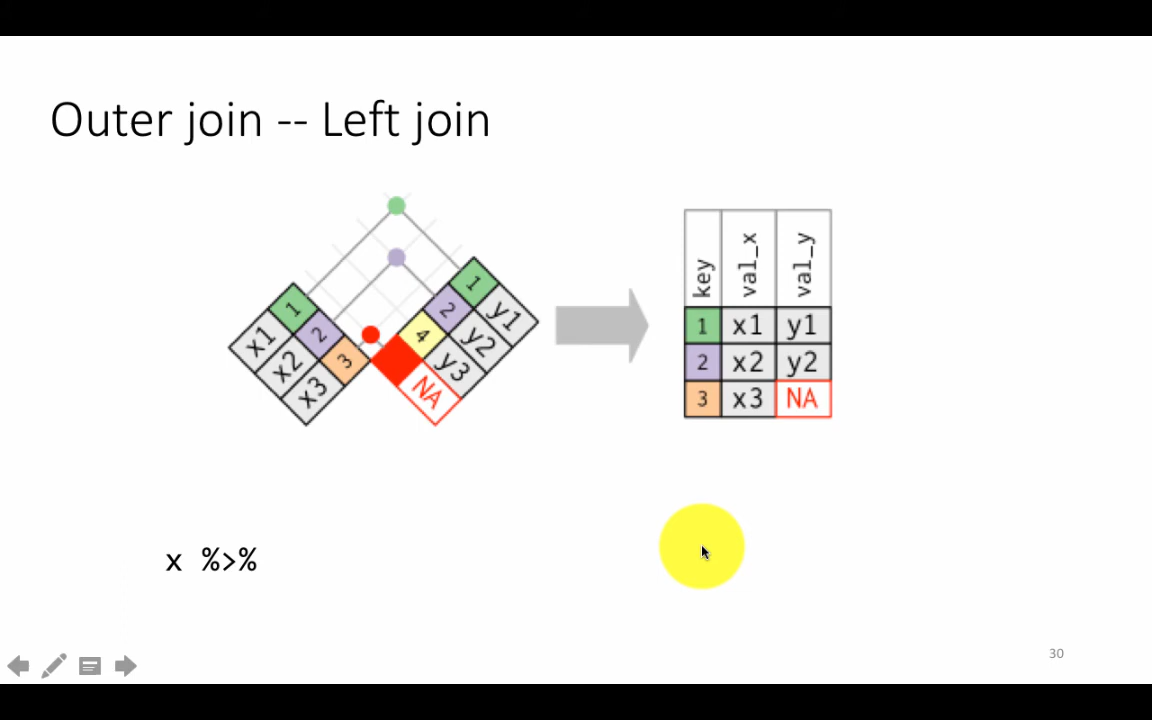 Outer join -- Left join
1 x1
2 x2
3 x3
1 y1
2 y2
4 y3
NA
key val_x val_y
1 x1 y1
2 x2 y2
3 x3 NA
x %>%
30